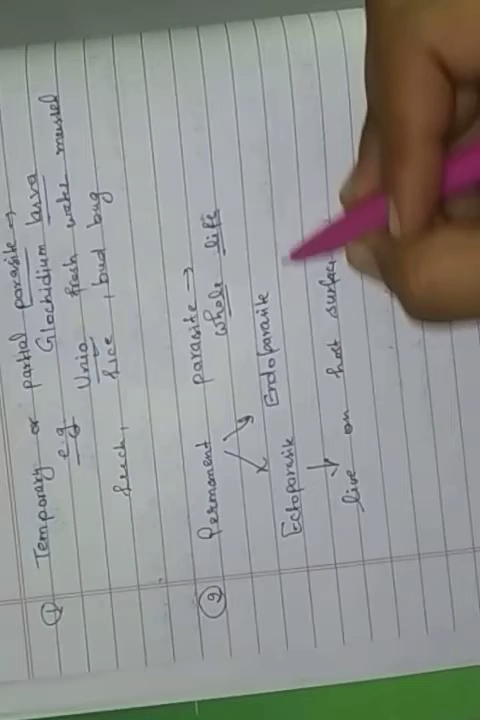 ① Temporary or partial parasite →
e.g. Glochidium larva
Unio fresh water mussel
Leech, lice, bud bug
② Permanent parasite →
whole life
Ectoparasite Endoparasite
↓
live on host surface